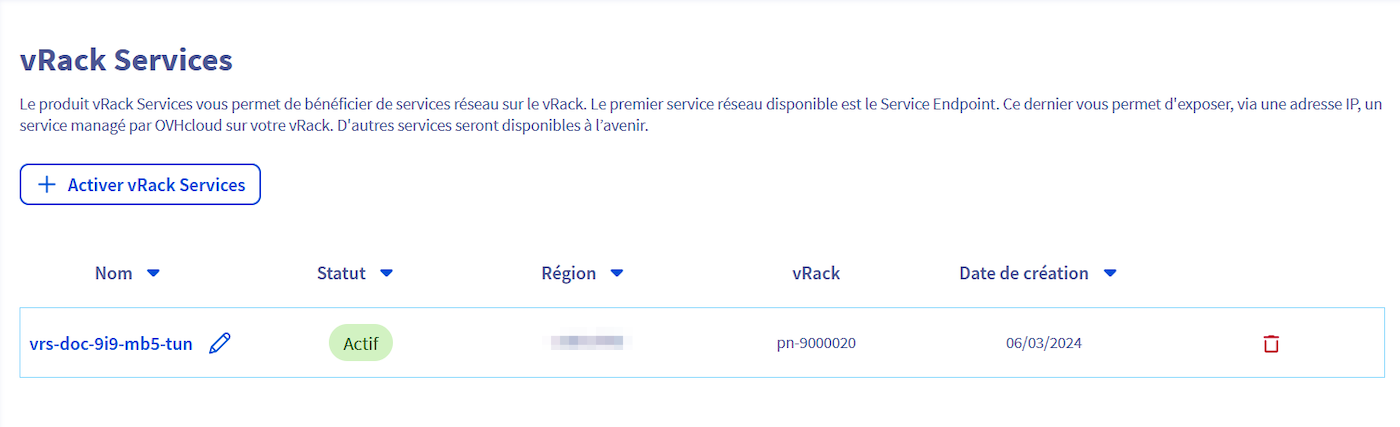 vRack Services
Le produit vRack Services vous permet de bénéficier de services réseau sur le vRack. Le premier service réseau disponible est le Service Endpoint. Ce dernier vous permet d'exposer, via une adresse IP, un
service managé par OVHcloud sur votre vRack. D'autres services seront disponibles à l’avenir.
Activer vRack Services
Nom Statut Région vRack Date de création
vrs-doc-9i9-mb5-tun Actif pn-9000020 06/03/2024